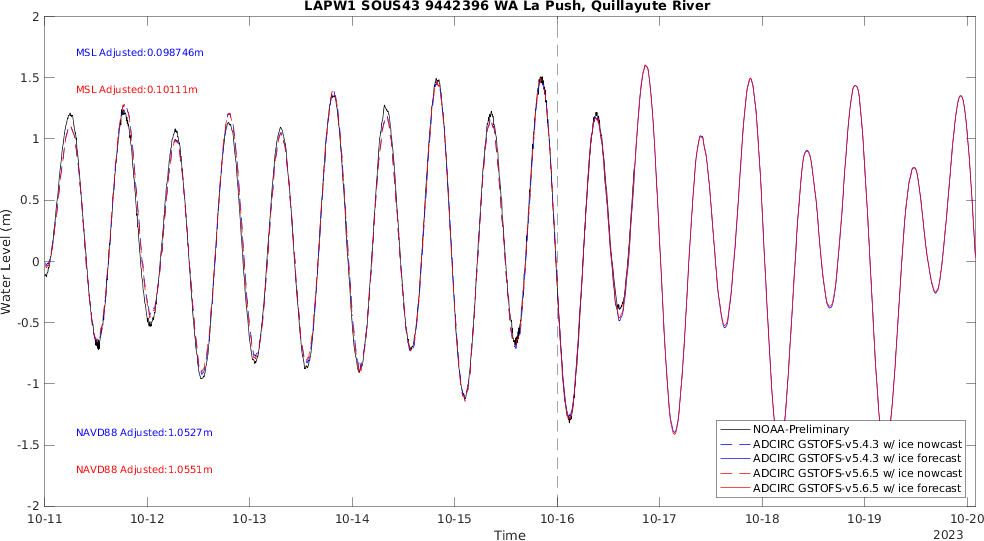 LAPW1 SOUS43 9442396 WA La Push, Quillayute River
2
1.5
1
0.5
0
-0.5
-1
-1.5
-2
Water Level (m)
MSL Adjusted:0.098746m
MSL Adjusted:0.10111m
NAVD88 Adjusted:1.0527m
NAVD88 Adjusted:1.0551m
NOAA-Preliminary
ADCIRC GSTOFS-v5.4.3 w/ ice nowcast
ADCIRC GSTOFS-v5.4.3 w/ ice forecast
ADCIRC GSTOFS-v5.6.5 w/ ice nowcast
ADCIRC GSTOFS-v5.6.5 w/ ice forecast
10-11 10-12 10-13 10-14 10-15 10-16 10-17 10-18 10-19 10-20
Time
2023